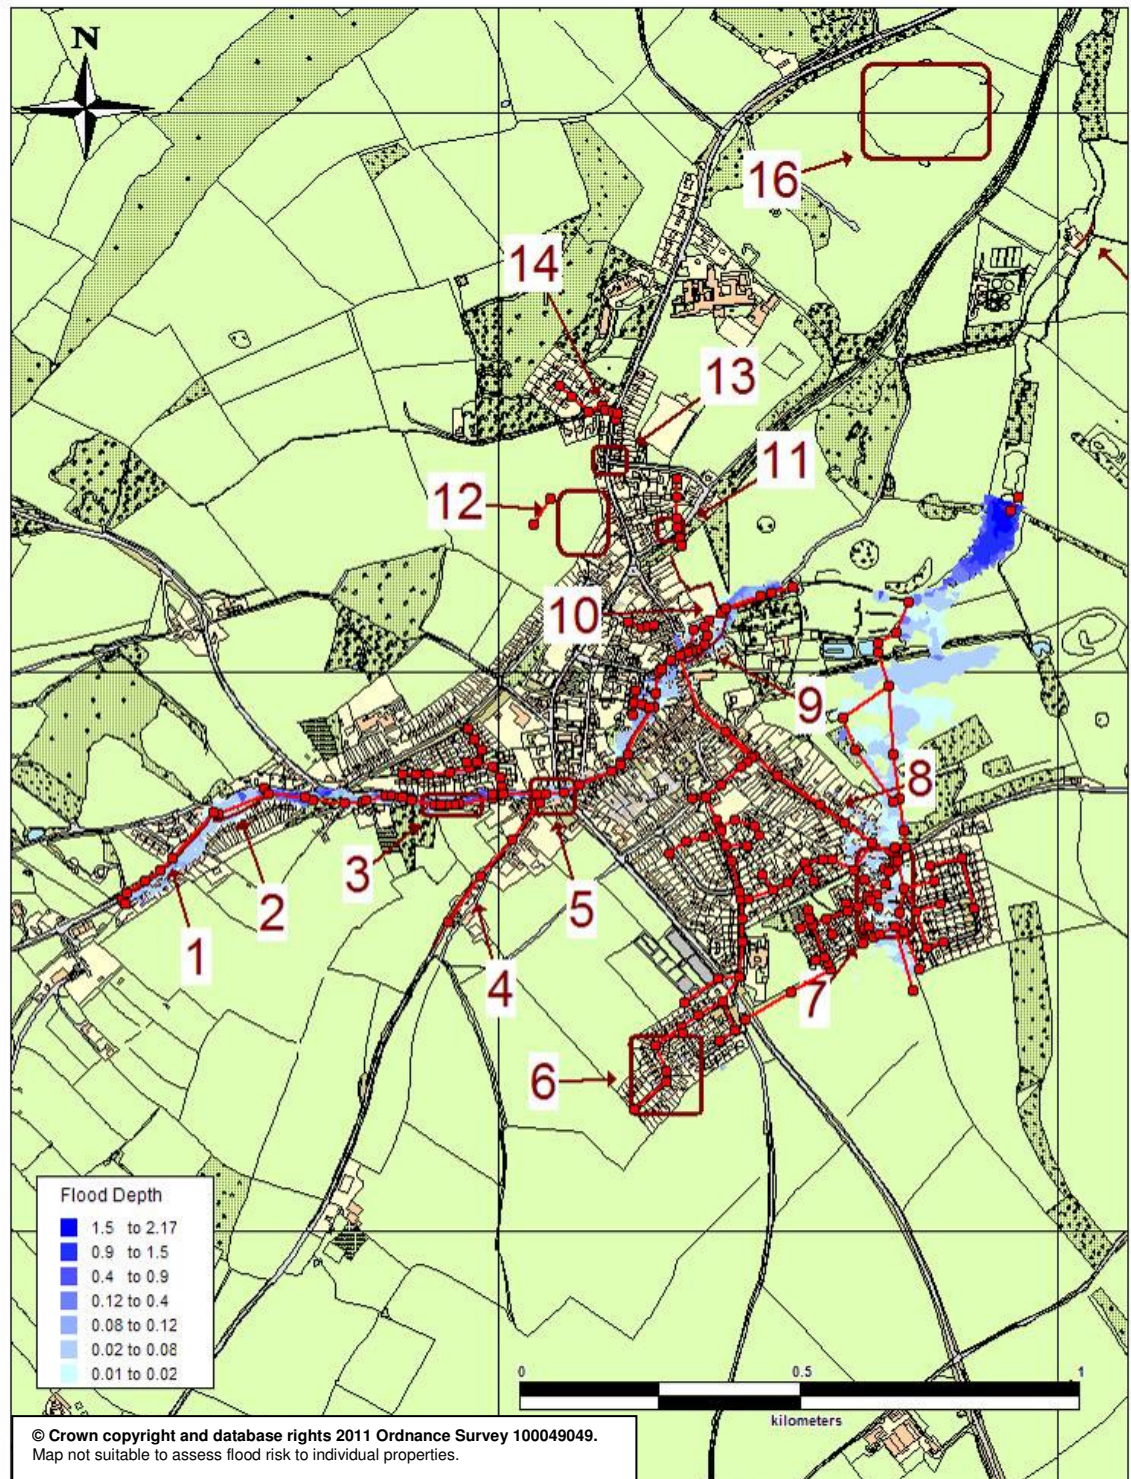 N
16
14
13
11
12
10
9
8
3
2
5
1
4
7
6
Flood Depth
1.5 to 2.17
0.9 to 1.5
0.4 to 0.9
0.12 to 0.4
0.08 to 0.12
0.02 to 0.08
0.01 to 0.02
0 0.5 1
kilometers
© Crown copyright and database rights 2011 Ordnance Survey 100049049.
Map not suitable to assess flood risk to individual properties.